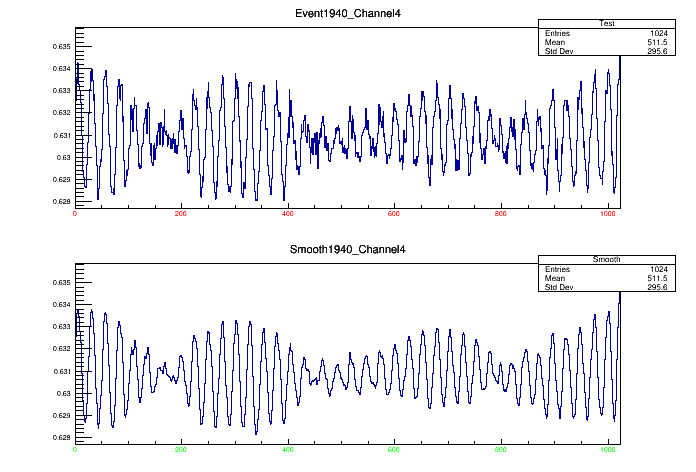 Event1940_Channel4
Test
Entries 1024
Mean 511.5
Std Dev 295.6
0.635
0.634
0.633
0.632
0.631
0.63
0.629
0.628
0 200 400 600 800 1000
Smooth1940_Channel4
Smooth
Entries 1024
Mean 511.5
Std Dev 295.6
0.635
0.634
0.633
0.632
0.631
0.63
0.629
0.628
0 200 400 600 800 1000